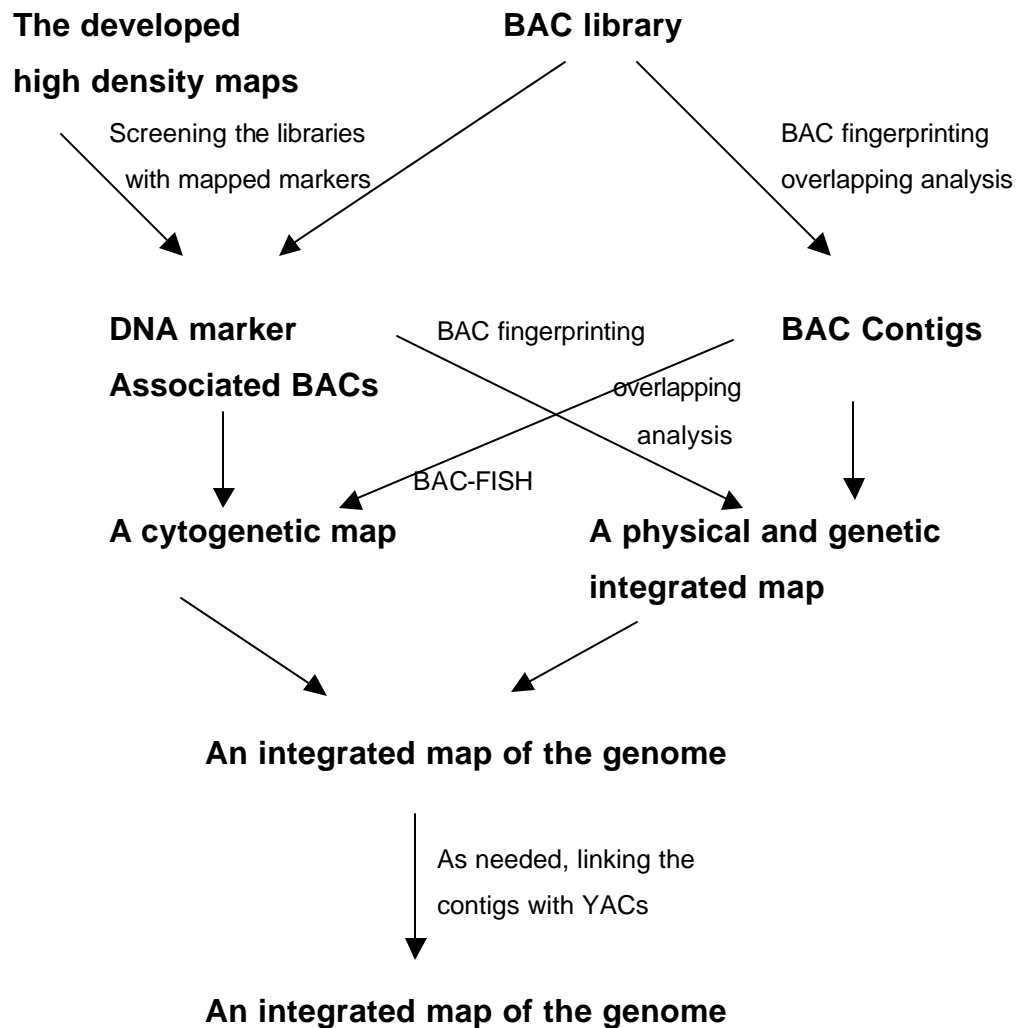 The developed
high density maps
BAC library
Screening the libraries
with mapped markers
BAC fingerprinting
overlapping analysis
DNA marker
Associated BACs
BAC fingerprinting
overlapping
analysis
BAC Contigs
BAC-FISH
A cytogenetic map
A physical and genetic
integrated map
An integrated map of the genome
As needed, linking the
contigs with YACs
An integrated map of the genome